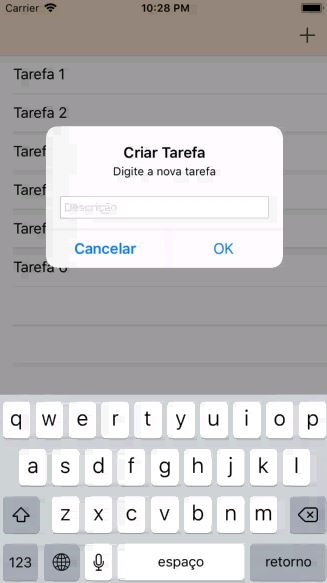 Carrier 10:28 PM
+
Tarefa 1
Tarefa 2
Taref
Taref
Taref
Tarefa 6
Criar Tarefa
Digite a nova tarefa
Descrição
Cancelar OK
q w e r t y u i o p
a s d f g h j k l
z x c v b n m
123 espaço retorno